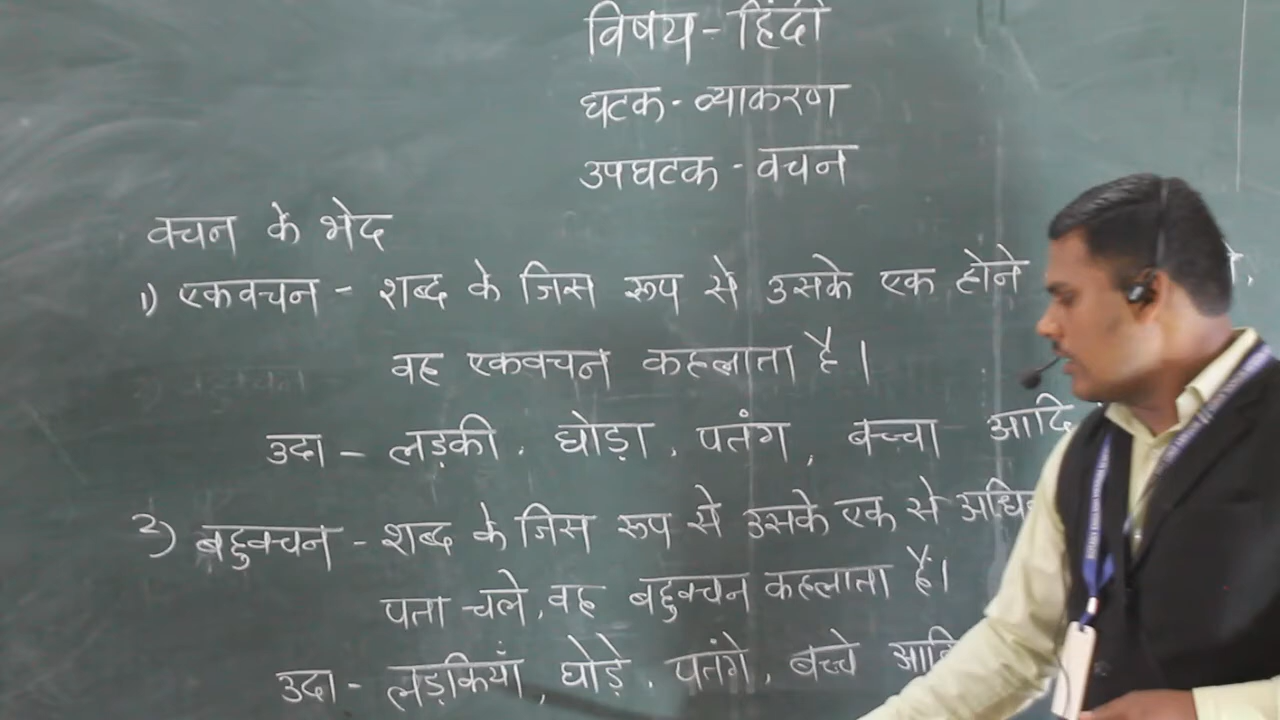 विषय - हिंदी
घटक - व्याकरण
उपघटक - वचन
वचन के भेद
1) एकवचन - शब्द के जिस रूप से उसके एक होने
वह एकवचन कहलाता है।
उदा - लड़की, घोड़ा, पतंग, बच्चा आदि
2) बहुवचन - शब्द के जिस रूप से उसके एक से
पता चले, वह बहुवचन कहलाता है।
उदा - लड़कियाँ, घोड़े, पतंगे, बच्चे